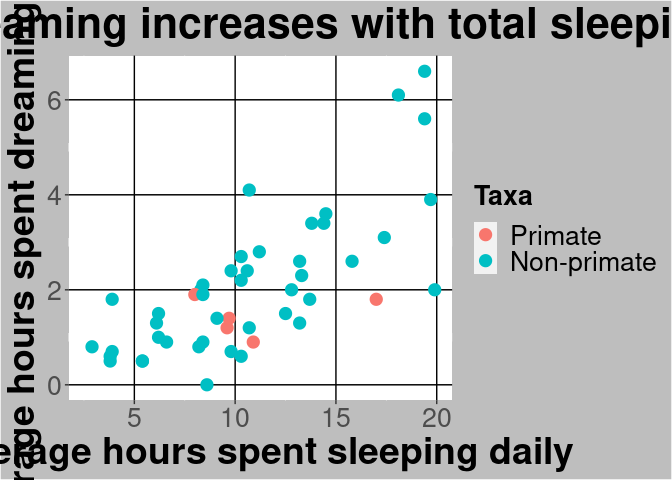 aming increases with total sleepi
rage hours spent dreaming
6
4
2
0
5 10 15 20
erage hours spent sleeping daily
Taxa
Primate
Non-primate